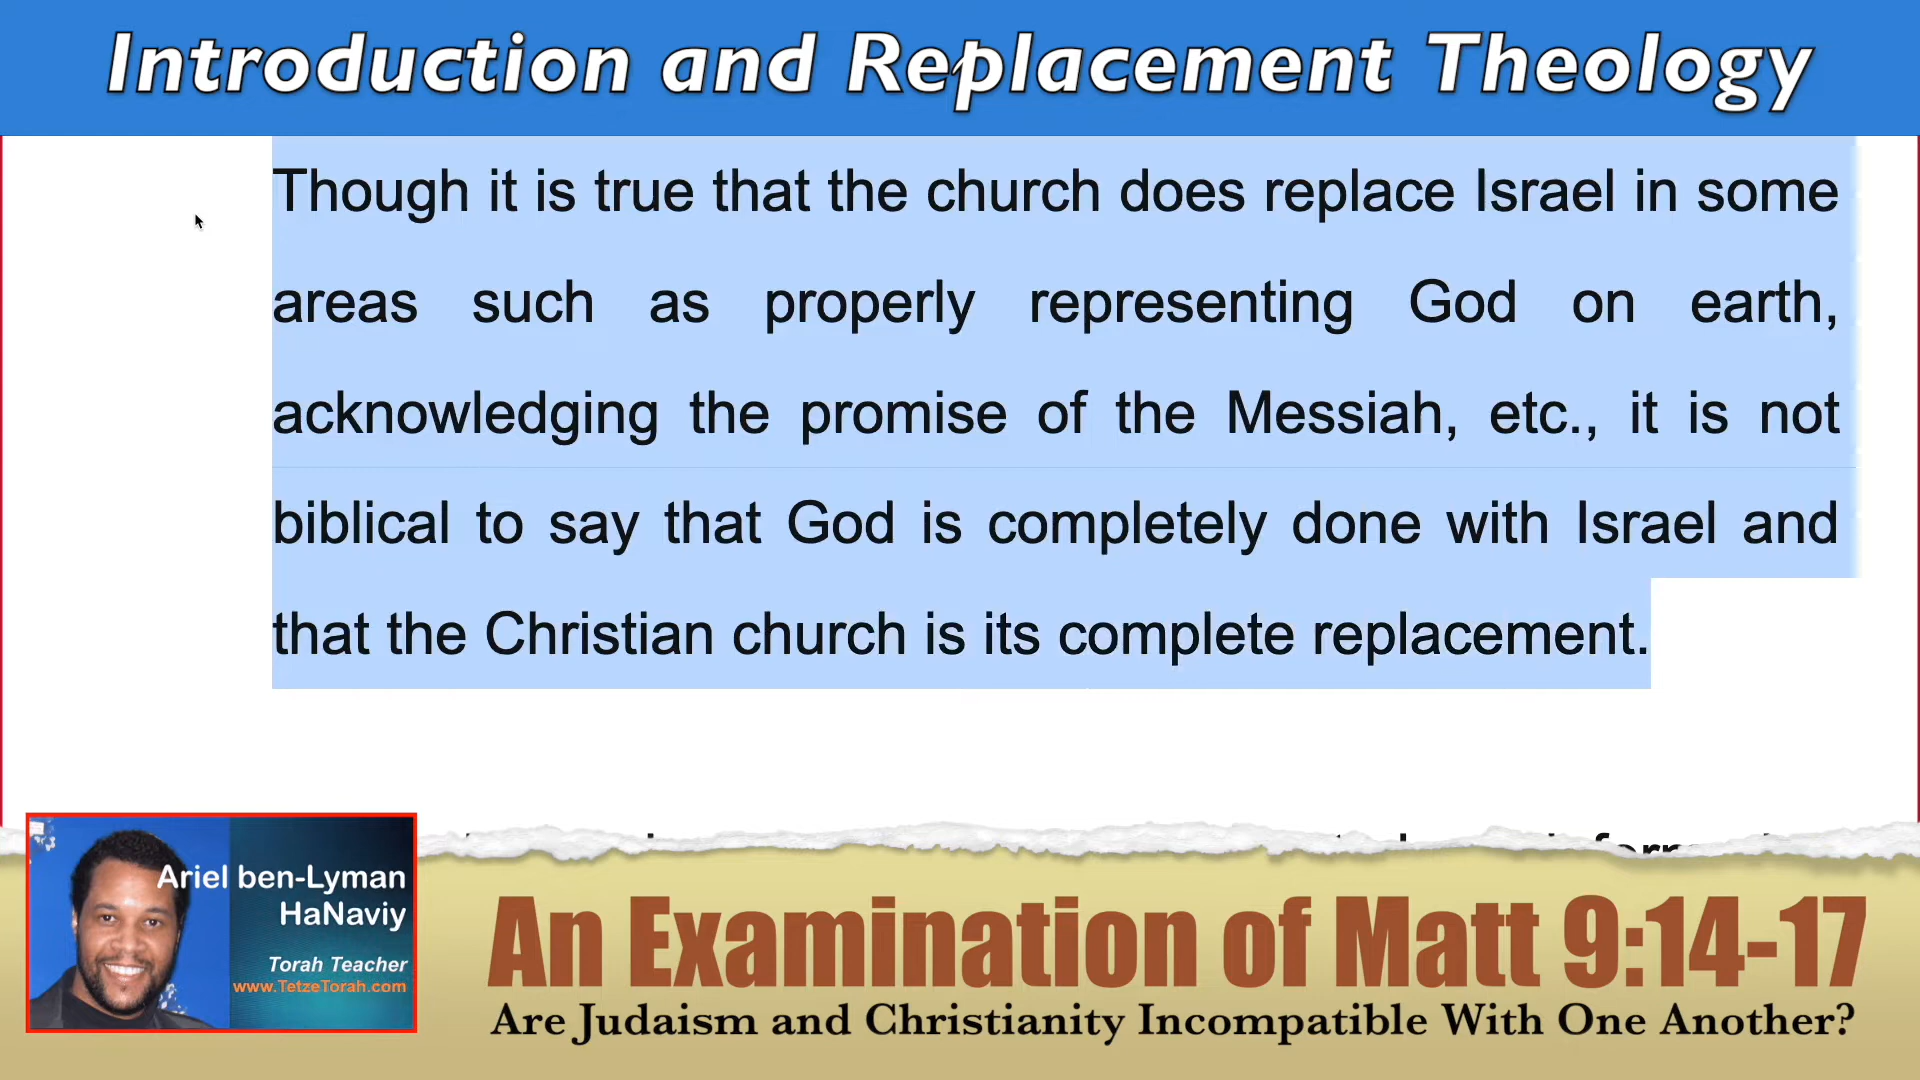 Introduction and Replacement Theology
Though it is true that the church does replace Israel in some
areas such as properly representing God on earth,
acknowledging the promise of the Messiah, etc., it is not
biblical to say that God is completely done with Israel and
that the Christian church is its complete replacement.
Ariel ben-Lyman
HaNaviy
Torah Teacher
www.TetzeTorah.com
An Examination of Matt 9:14-17
Are Judaism and Christianity Incompatible With One Another?